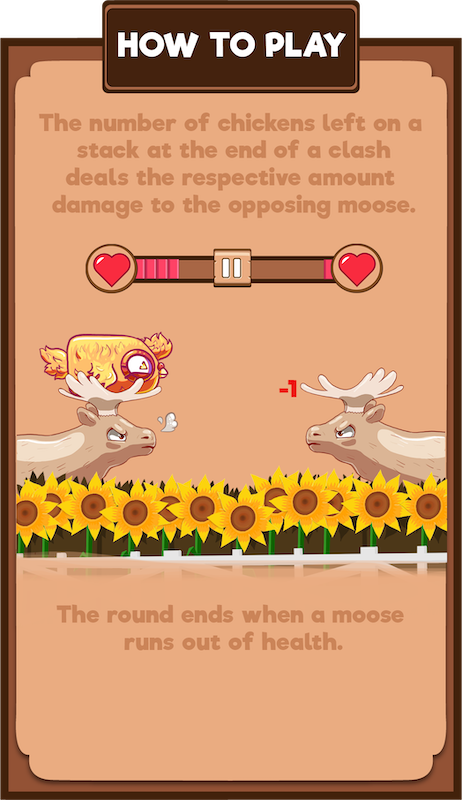 HOW TO PLAY
The number of chickens left on a
stack at the end of a clash
deals the respective amount
damage to the opposing moose.
-1
The round ends when a moose
runs out of health.